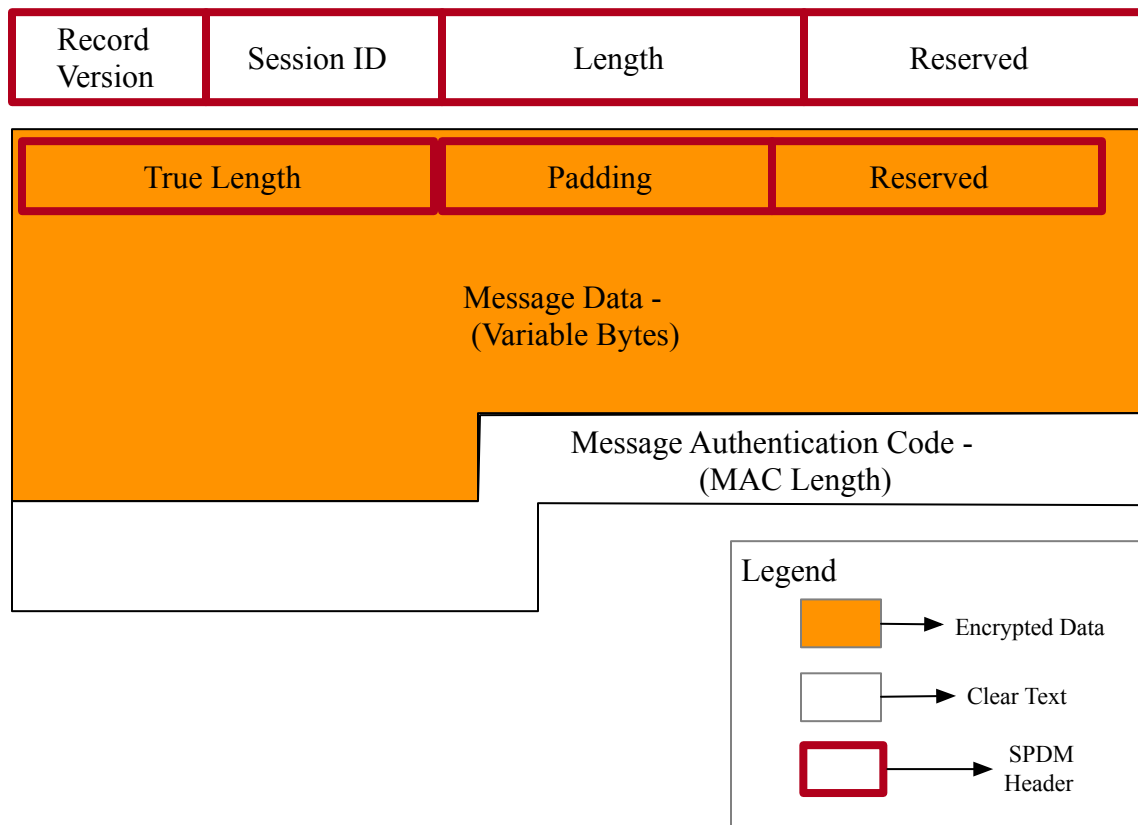 Record
Version
Session ID
Length
Reserved
True Length
Padding
Reserved
Message Data -
(Variable Bytes)
Message Authentication Code -
(MAC Length)
Legend
Encrypted Data
Clear Text
SPDM
Header